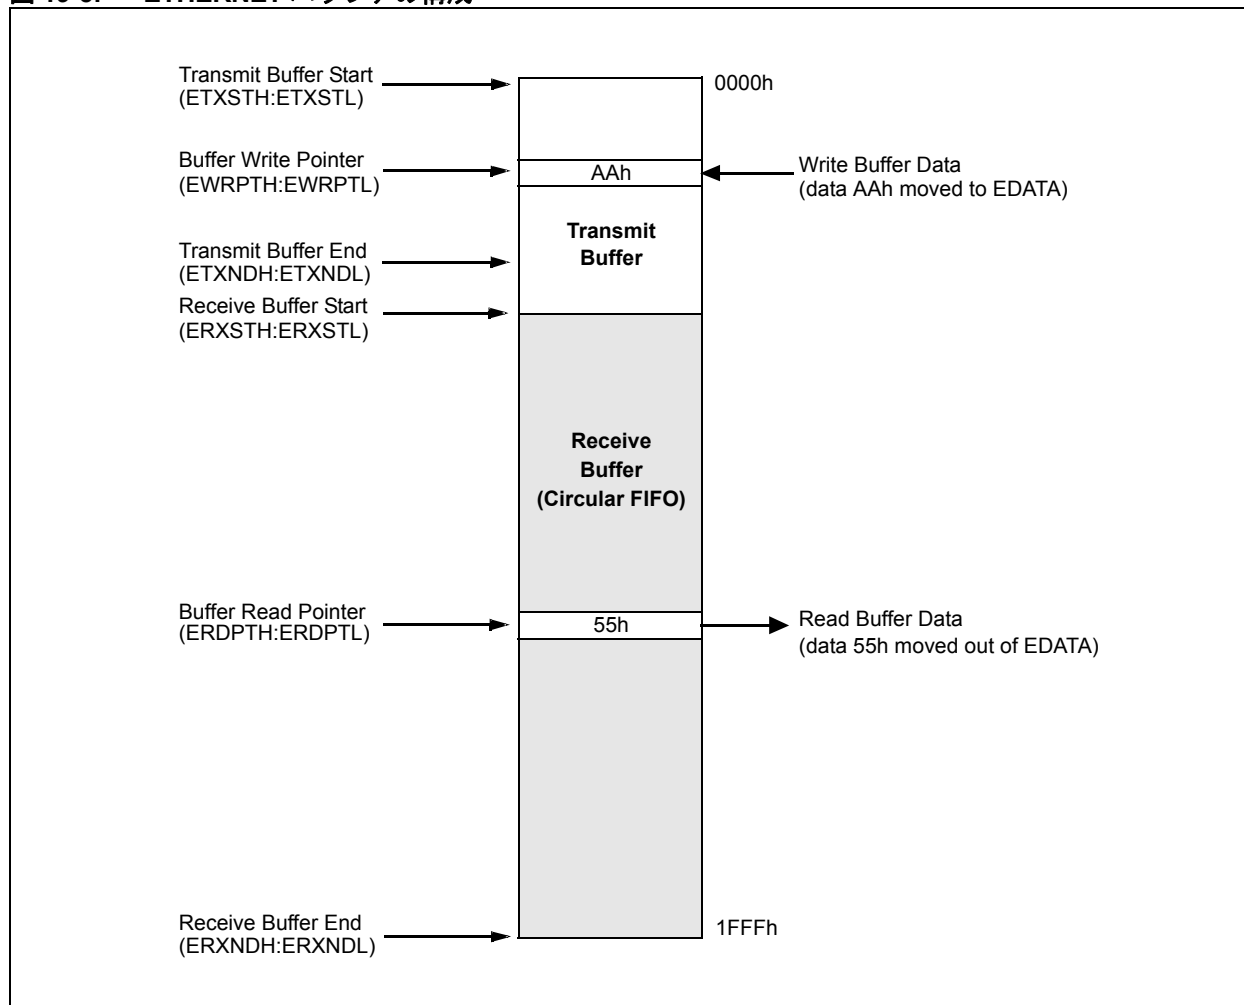 Transmit Buffer Start
(ETXSTH:ETXSTL)
0000h
Buffer Write Pointer
(EWRPTH:EWRPTL)
AAh
Write Buffer Data
(data AAh moved to EDATA)
Transmit
Buffer
Transmit Buffer End
(ETXNDH:ETXNDL)
Receive Buffer Start
(ERXSTH:ERXSTL)
Receive
Buffer
(Circular FIFO)
Buffer Read Pointer
(ERDPTH:ERDPTL)
55h
Read Buffer Data
(data 55h moved out of EDATA)
Receive Buffer End
(ERXNDH:ERXNDL)
1FFFh